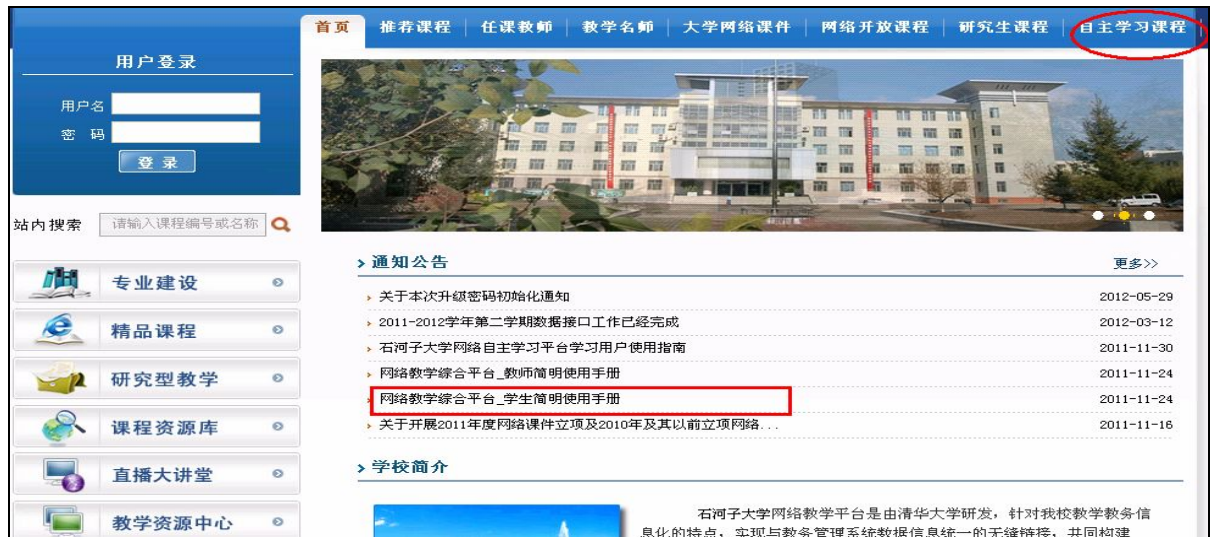 首页 推荐课程 任课教师 教学名师 大学网络课件 网络开放课程 研究生课程 自主学习课程
用户登录
用户名
密 码
登 录
站内搜索 请输入课程编号或名称
专业建设
精品课程
研究型教学
课程资源库
直播大讲堂
教学资源中心
通知公告 更多>>
关于本次升级密码初始化通知 2012-05-29
2011-2012学年第二学期数据接口工作已经完成 2012-03-12
石河子大学网络自主学习平台学习用户使用指南 2011-11-30
网络教学综合平台_教师简明使用手册 2011-11-24
网络教学综合平台_学生简明使用手册 2011-11-24
关于开展2011年度网络课件立项及2010年及其以前立项网络... 2011-11-16
学校简介
石河子大学网络教学平台是由清华大学研发，针对我校教学教务信
息化的特点，实现与教务管理系统数据信息统一的无缝链接，共同构建